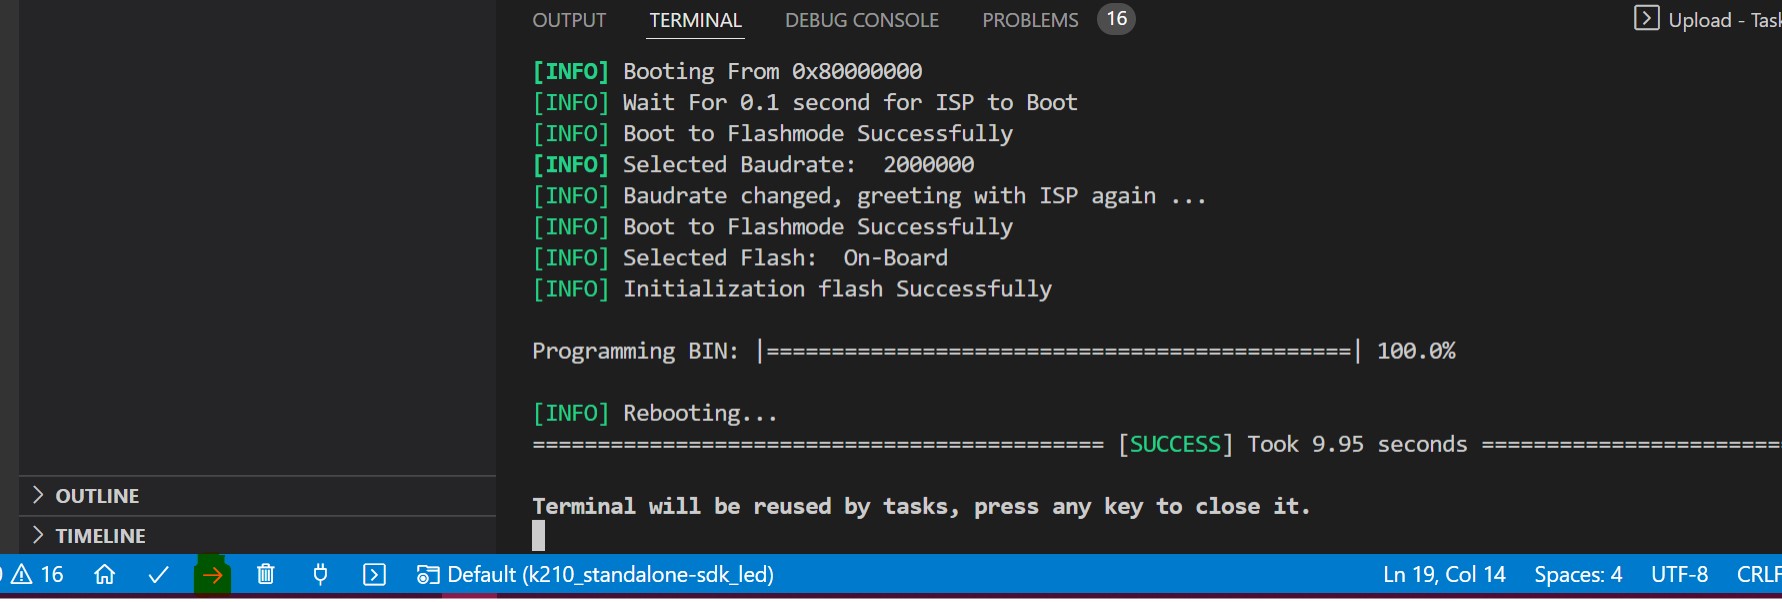 OUTPUT TERMINAL DEBUG CONSOLE PROBLEMS 16 Upload - Task
[INFO] Booting From 0x80000000
[INFO] Wait For 0.1 second for ISP to Boot
[INFO] Boot to Flashmode Successfully
[INFO] Selected Baudrate:  2000000
[INFO] Baudrate changed, greeting with ISP again ...
[INFO] Boot to Flashmode Successfully
[INFO] Selected Flash:  On-Board
[INFO] Initialization flash Successfully
Programming BIN: |=============================================| 100.0%
[INFO] Rebooting...
============================================ [SUCCESS] Took 9.95 seconds =======================
OUTLINE
Terminal will be reused by tasks, press any key to close it.
TIMELINE
16 Default (k210_standalone-sdk_led) Ln 19, Col 14 Spaces: 4 UTF-8 CRLF